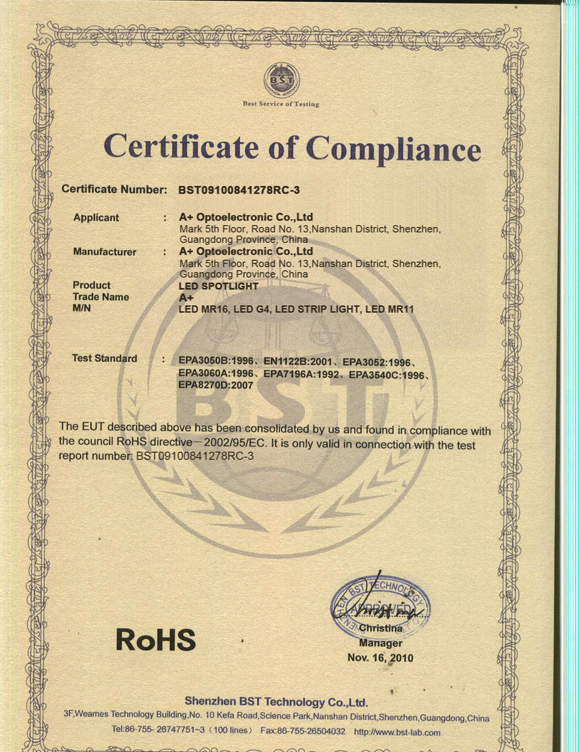 BST
Best Service of Testing
Certificate of Compliance
Certificate Number: BST09100841278RC-3
Applicant : A+ Optoelectronic Co.,Ltd
Mark 5th Floor, Road No. 13,Nanshan District, Shenzhen,
Guangdong Province, China
Manufacturer : A+ Optoelectronic Co.,Ltd
Mark 5th Floor, Road No. 13,Nanshan District, Shenzhen,
Guangdong Province, China
Product LED SPOTLIGHT
Trade Name A+
M/N LED MR16, LED G4, LED STRIP LIGHT, LED MR11
Test Standard : EPA3050B:1996、EN1122B:2001、EPA3052:1996、
EPA3060A:1996、EPA7196A:1992、EPA3540C:1996、
EPA8270D:2007
BST
The EUT described above has been consolidated by us and found in compliance with
the council RoHS directive—2002/95/EC. It is only valid in connection with the test
report number: BST09100841278RC-3
SHENZHEN BST TECHNOLOGY
APPROVED
Christina
RoHS
Manager
Nov. 16, 2010
Shenzhen BST Technology Co.,Ltd.
3F,Weames Technology Building,No. 10 Kefa Road,Science Park,Nanshan District,Shenzhen,Guangdong,China
Tel:86-755- 26747751~3（100 lines） Fax:86-755-26504032 http://www.bst-lab.com